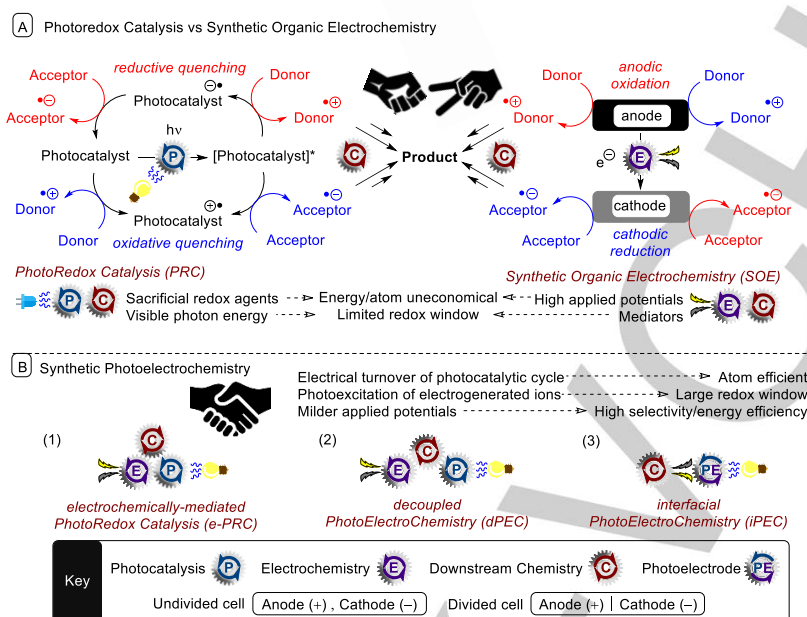 A Photoredox Catalysis vs Synthetic Organic Electrochemistry
Acceptor
reductive quenching
Donor
•⊖
Acceptor
⊖•
Photocatalyst
•⊕
Donor
hν
Photocatalyst
P
[Photocatalyst]*
C
•⊕
Donor
⊕•
Photocatalyst
•⊖
Acceptor
Donor
oxidative quenching
Acceptor
Product
C
Donor
anodic
oxidation
Donor
•⊕
Donor
anode
•⊕
Donor
e⊖
E
•⊖
Acceptor
cathode
•⊖
Acceptor
Acceptor
cathodic
reduction
Acceptor
PhotoRedox Catalysis (PRC)
Synthetic Organic Electrochemistry (SOE)
P C Sacrificial redox agents Energy/atom uneconomical High applied potentials E C
Visible photon energy Limited redox window Mediators
B Synthetic Photoelectrochemistry
Electrical turnover of photocatalytic cycle Atom efficient
Photoexcitation of electrogenerated ions Large redox window
Milder applied potentials High selectivity/energy efficiency
(1) (2) (3)
C
E P
C
E P
C PE
electrochemically-mediated
PhotoRedox Catalysis (e-PRC)
decoupled
PhotoElectroChemistry (dPEC)
interfacial
PhotoElectroChemistry (iPEC)
Key
Photocatalysis P Electrochemistry E Downstream Chemistry C Photoelectrode PE
Undivided cell Anode (+) , Cathode (–) Divided cell Anode (+) | Cathode (–)